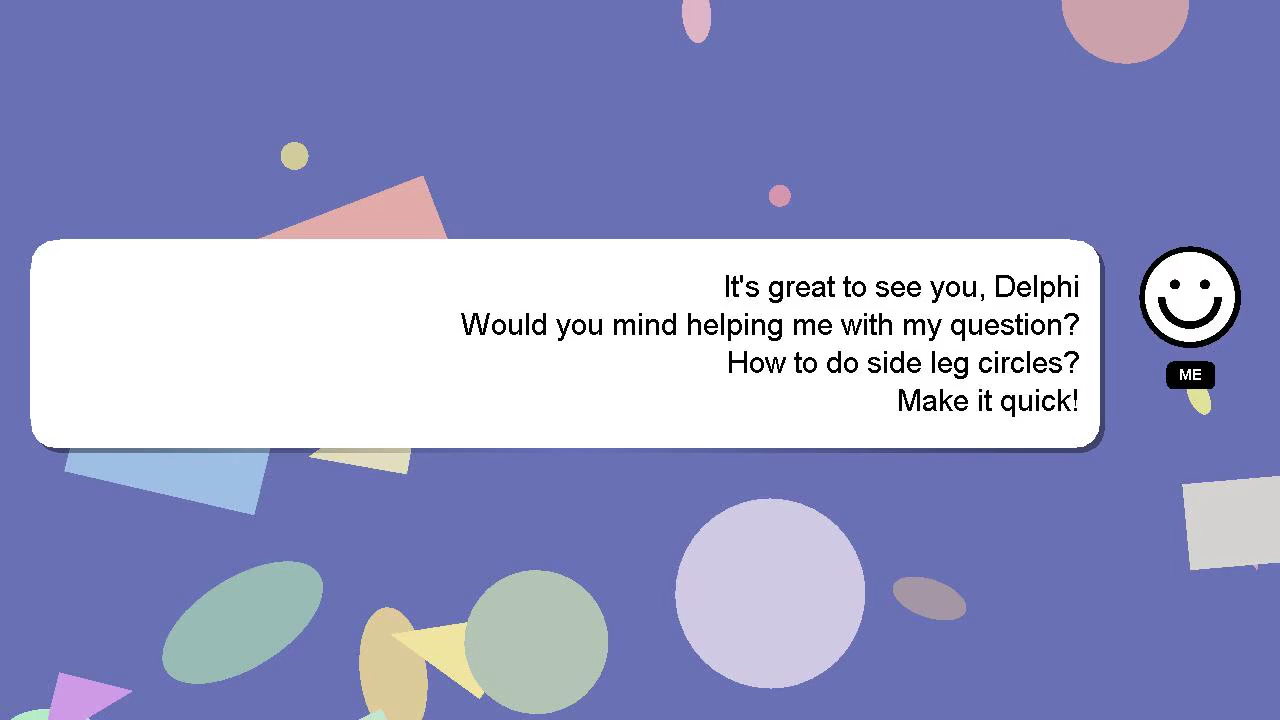 It's great to see you, Delphi
Would you mind helping me with my question?
How to do side leg circles?
Make it quick!
ME